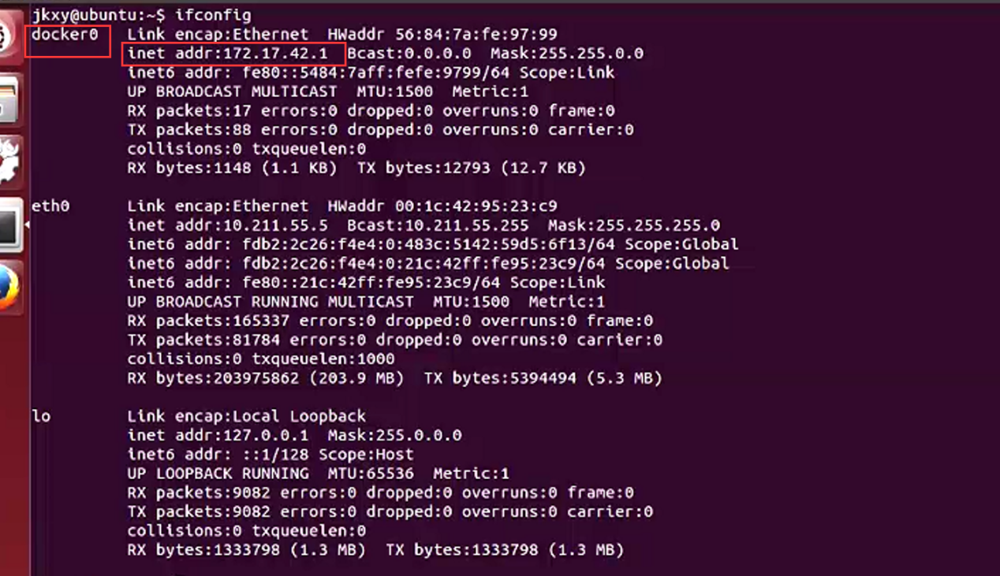 jkxy@ubuntu:~$ ifconfig
docker0   Link encap:Ethernet  HWaddr 56:84:7a:fe:97:99
          inet addr:172.17.42.1  Bcast:0.0.0.0  Mask:255.255.0.0
          inet6 addr: fe80::5484:7aff:fefe:9799/64 Scope:Link
          UP BROADCAST MULTICAST  MTU:1500  Metric:1
          RX packets:17 errors:0 dropped:0 overruns:0 frame:0
          TX packets:88 errors:0 dropped:0 overruns:0 carrier:0
          collisions:0 txqueuelen:0
          RX bytes:1148 (1.1 KB)  TX bytes:12793 (12.7 KB)

eth0      Link encap:Ethernet  HWaddr 00:1c:42:95:23:c9
          inet addr:10.211.55.5  Bcast:10.211.55.255  Mask:255.255.255.0
          inet6 addr: fdb2:2c26:f4e4:0:483c:5142:59d5:6f13/64 Scope:Global
          inet6 addr: fdb2:2c26:f4e4:0:21c:42ff:fe95:23c9/64 Scope:Global
          inet6 addr: fe80::21c:42ff:fe95:23c9/64 Scope:Link
          UP BROADCAST RUNNING MULTICAST  MTU:1500  Metric:1
          RX packets:165337 errors:0 dropped:0 overruns:0 frame:0
          TX packets:81784 errors:0 dropped:0 overruns:0 carrier:0
          collisions:0 txqueuelen:1000
          RX bytes:203975862 (203.9 MB)  TX bytes:5394494 (5.3 MB)

lo        Link encap:Local Loopback
          inet addr:127.0.0.1  Mask:255.0.0.0
          inet6 addr: ::1/128 Scope:Host
          UP LOOPBACK RUNNING  MTU:65536  Metric:1
          RX packets:9082 errors:0 dropped:0 overruns:0 frame:0
          TX packets:9082 errors:0 dropped:0 overruns:0 carrier:0
          collisions:0 txqueuelen:0
          RX bytes:1333798 (1.3 MB)  TX bytes:1333798 (1.3 MB)